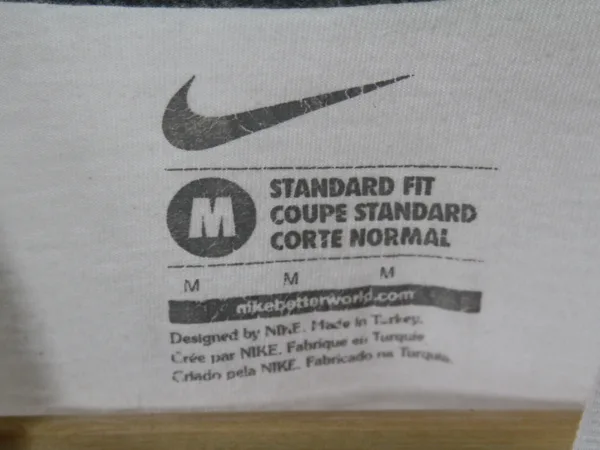 M
STANDARD FIT
COUPE STANDARD
CORTE NORMAL
M M M
nikebetterworld.com
Designed by NIKE. Made in Turkey.
Crée par NIKE. Fabrique en Turquie
Criado pela NIKE. Fabricado na Turquia.